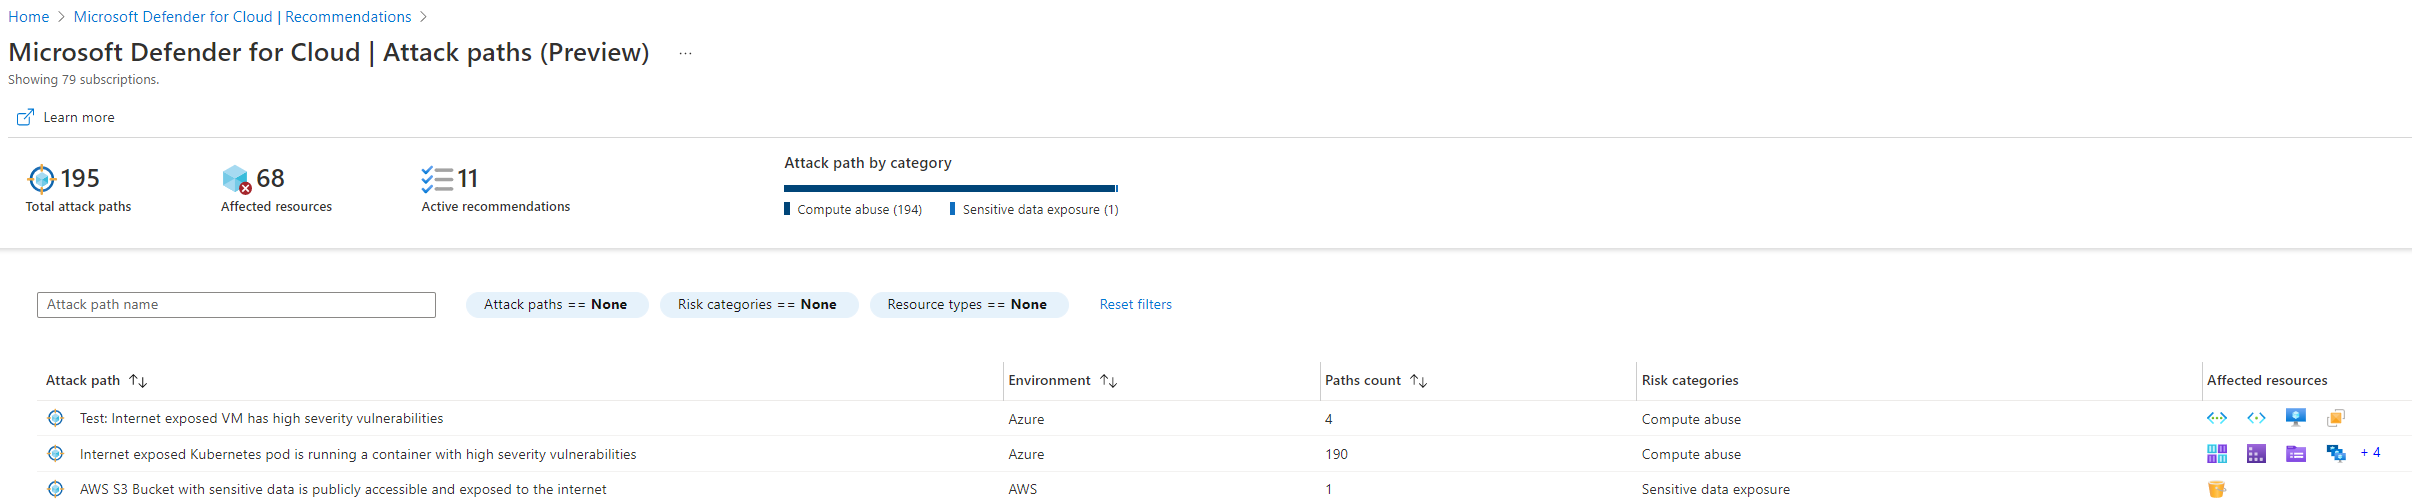 Home > Microsoft Defender for Cloud | Recommendations >
Microsoft Defender for Cloud | Attack paths (Preview) ...
Showing 79 subscriptions.
Learn more
195
Total attack paths
68
Affected resources
11
Active recommendations
Attack path by category
Compute abuse (194) Sensitive data exposure (1)
Attack path name Attack paths == None Risk categories == None Resource types == None Reset filters
Attack path ↑↓ Environment ↑↓ Paths count ↑↓ Risk categories Affected resources
Test: Internet exposed VM has high severity vulnerabilities Azure 4 Compute abuse
Internet exposed Kubernetes pod is running a container with high severity vulnerabilities Azure 190 Compute abuse + 4
AWS S3 Bucket with sensitive data is publicly accessible and exposed to the internet AWS 1 Sensitive data exposure